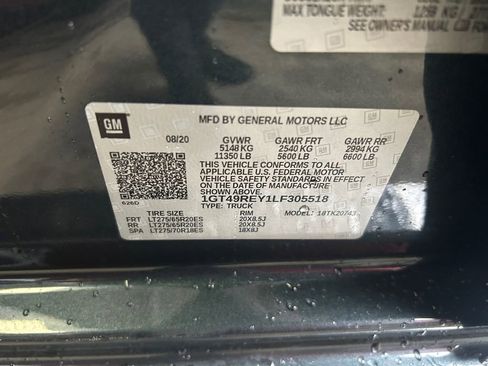 MAX TONGUE WEIGHT:
SEE OWNER'S MANUAL
GM
MFD BY GENERAL MOTORS LLC
08/20 GVWR GAWR FRT GAWR RR
5148 KG 2540 KG 2994 KG
11350 LB 5600 LB 6600 LB
THIS VEHICLE CONFORMS TO ALL APPLICABLE
U.S. FEDERAL MOTOR
VEHICLE SAFETY STANDARDS IN
EFFECT ON THE DATE OF
MANUFACTURE SHOWN ABOVE.
1GT49REY1LF305518
TYPE: TRUCK MODEL: 18TK20743
TIRE SIZE RIM
FRT LT275/65R20ES 20X8.5J
RR LT275/65R20ES 20X8.5J
SPA LT275/70R18ES 18X8J